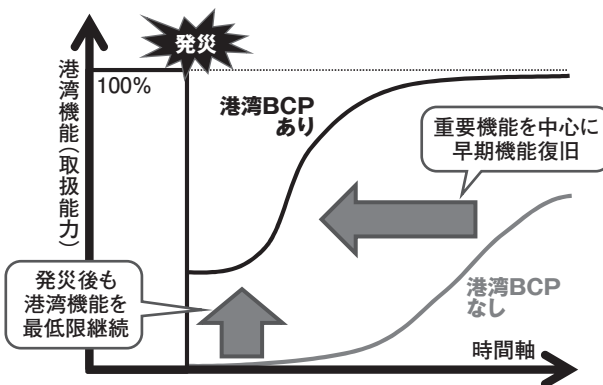 発災
港湾機能（取扱能力）
100%
港湾BCP
あり
重要機能を中心に
早期機能復旧
発災後も
港湾機能を
最低限継続
港湾BCP
なし
時間軸